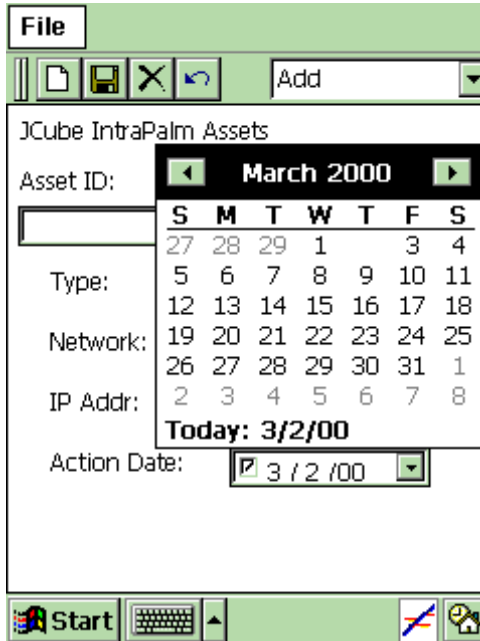 File
Add
JCube IntraPalm Assets
Asset ID:
March 2000
S M T W T F S
27 28 29 1 3 4
5 6 7 8 9 10 11
Type:
12 13 14 15 16 17 18
Network: 19 20 21 22 23 24 25
26 27 28 29 30 31 1
IP Addr: 2 3 4 5 6 7 8
Today: 3/2/00
Action Date: 3 / 2 /00
Start